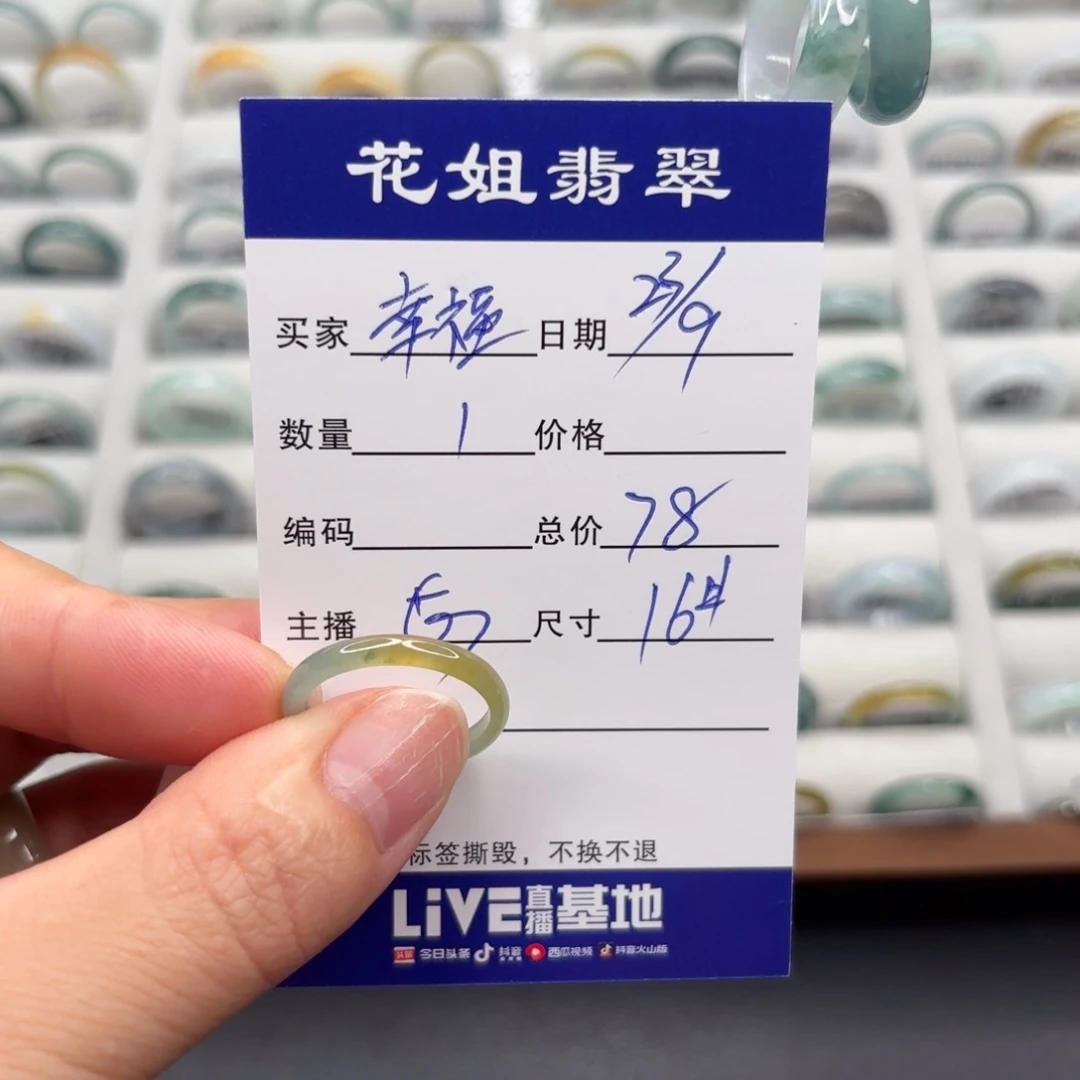 花姐翡翠
买家 幸福 日期 23/9
数量 1 价格
编码 总价 78
主播 尺寸 16#
标签撕毁，不换不退
LiVE直播基地
头条 今日头条 抖音 西瓜视频 抖音火山版